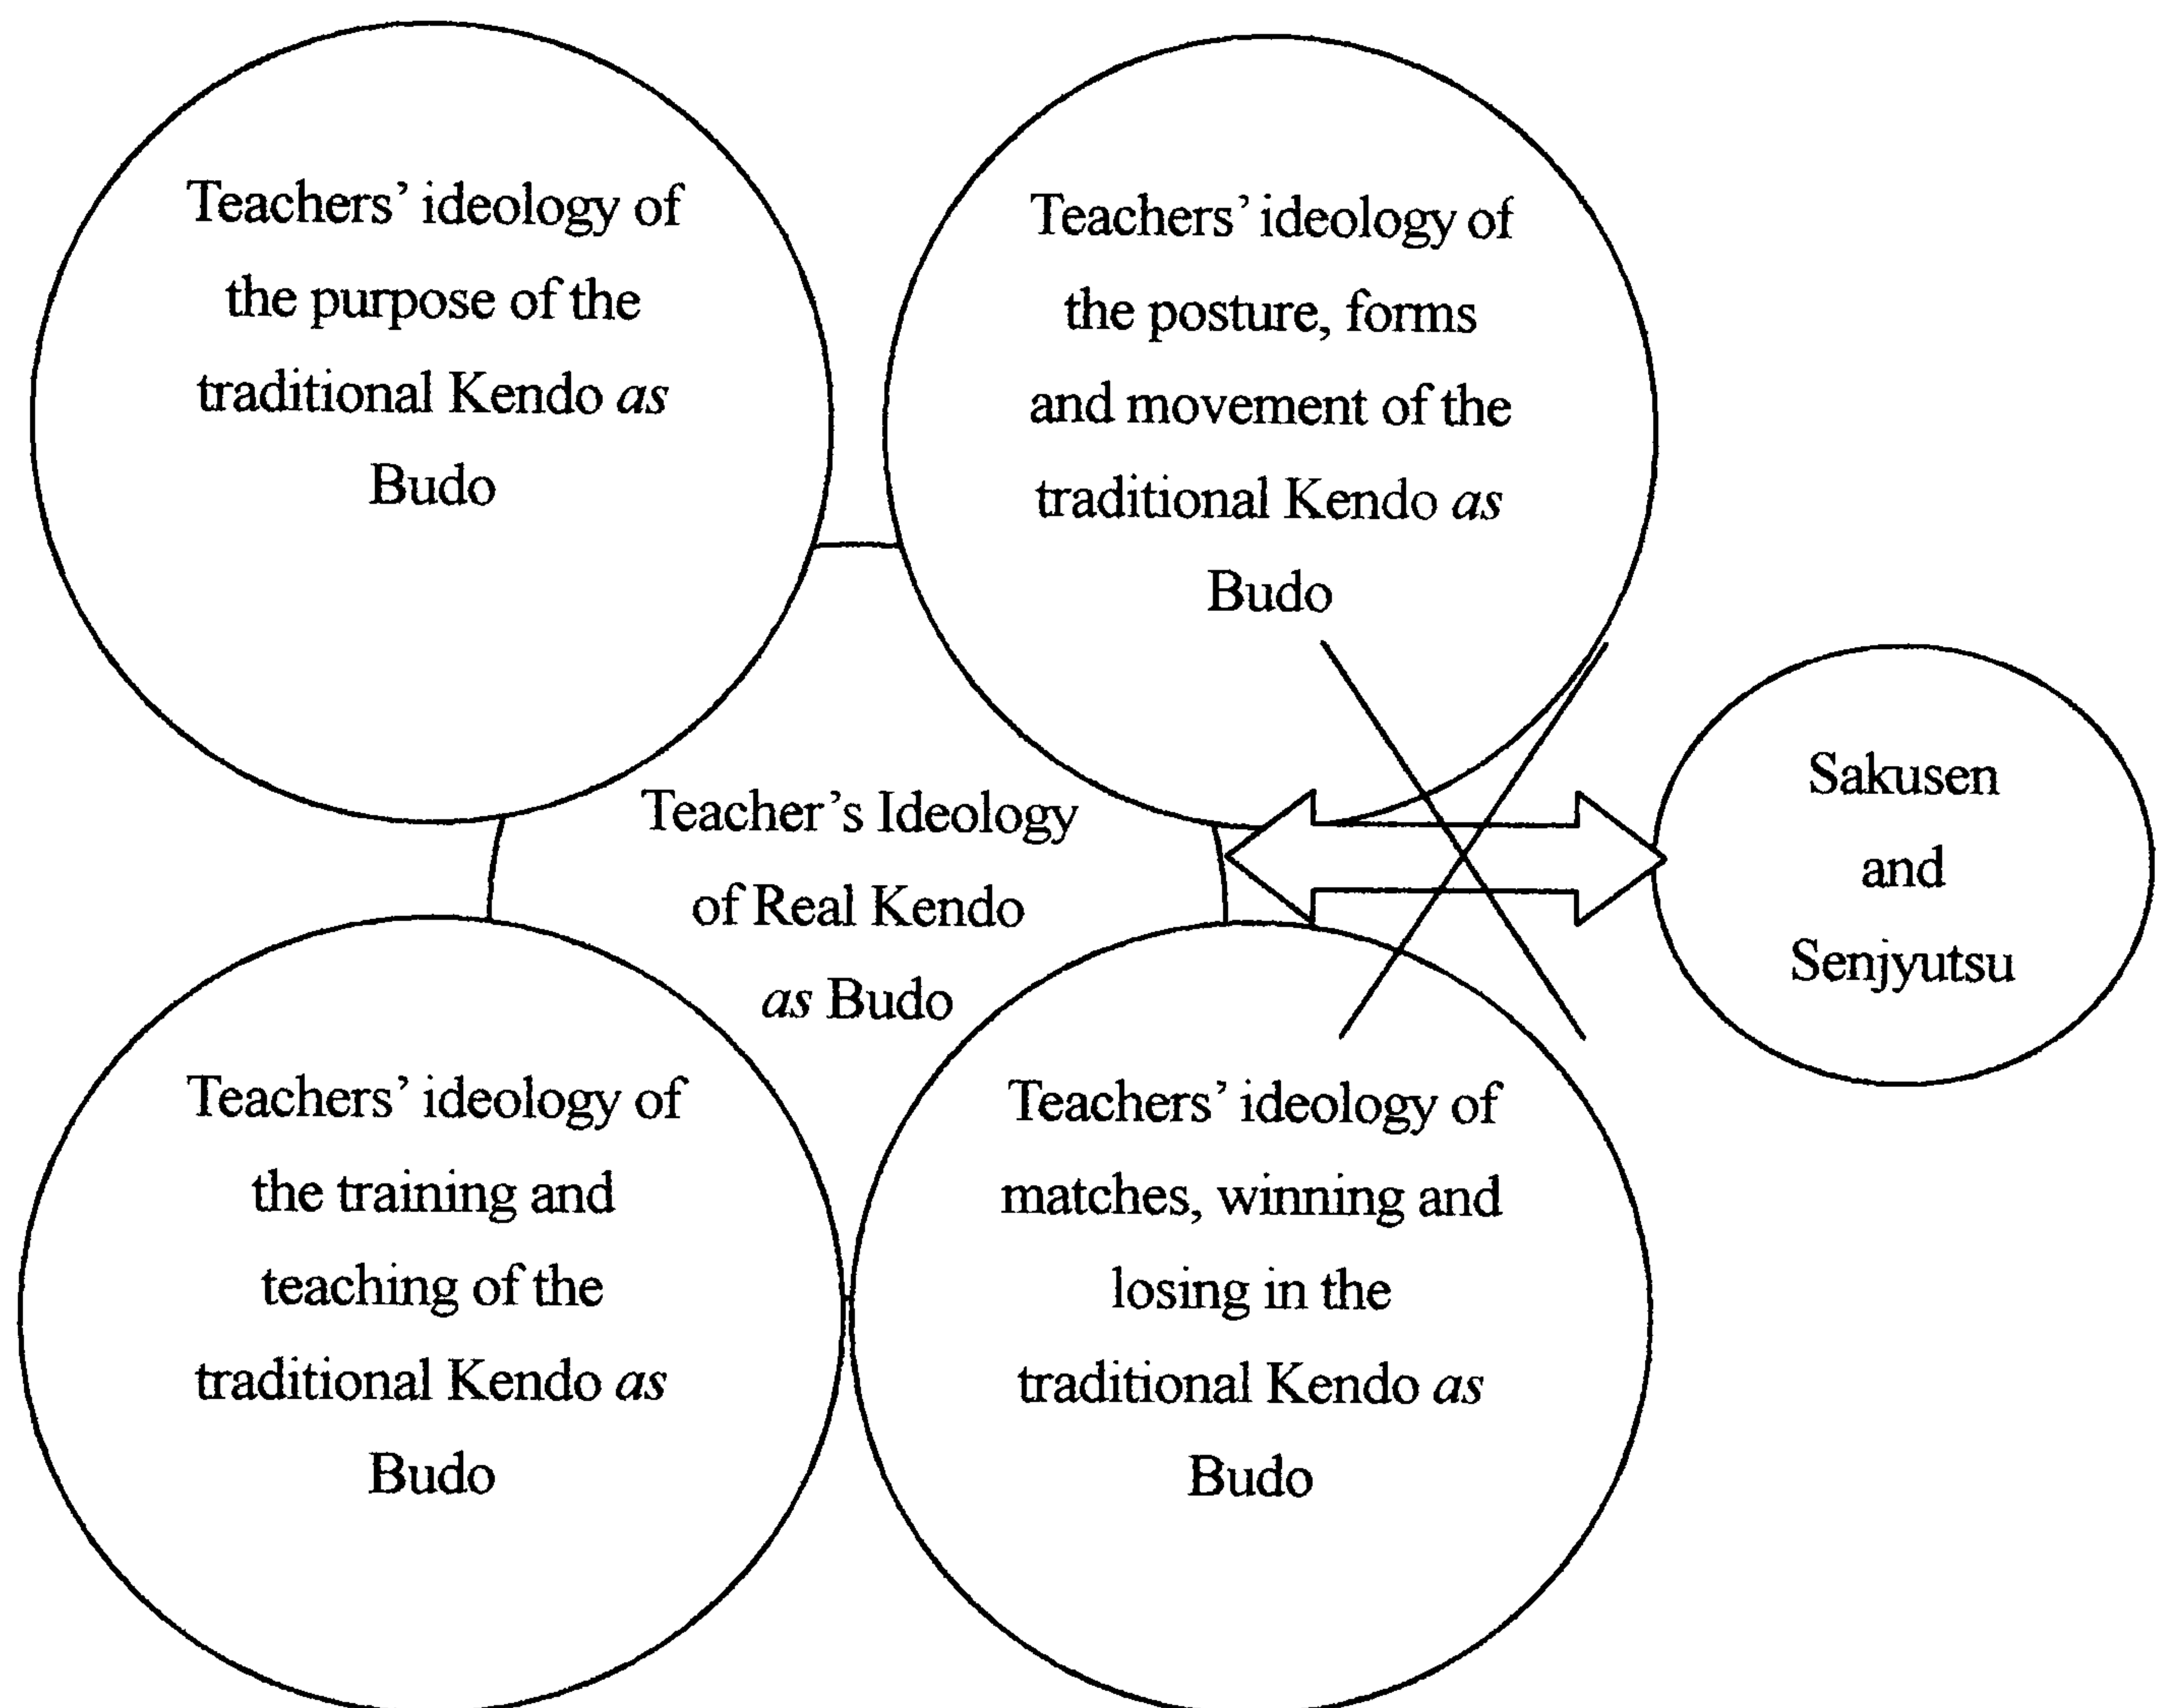 Teachers’ ideology of
the purpose of the
traditional Kendo as
Budo
Teachers’ ideology of
the posture, forms
and movement of the
traditional Kendo as
Budo
Teacher’s Ideology
of Real Kendo
as Budo
Sakusen
and
Senjyutsu
Teachers’ ideology of
the training and
teaching of the
traditional Kendo as
Budo
Teachers’ ideology of
matches, winning and
losing in the
traditional Kendo as
Budo